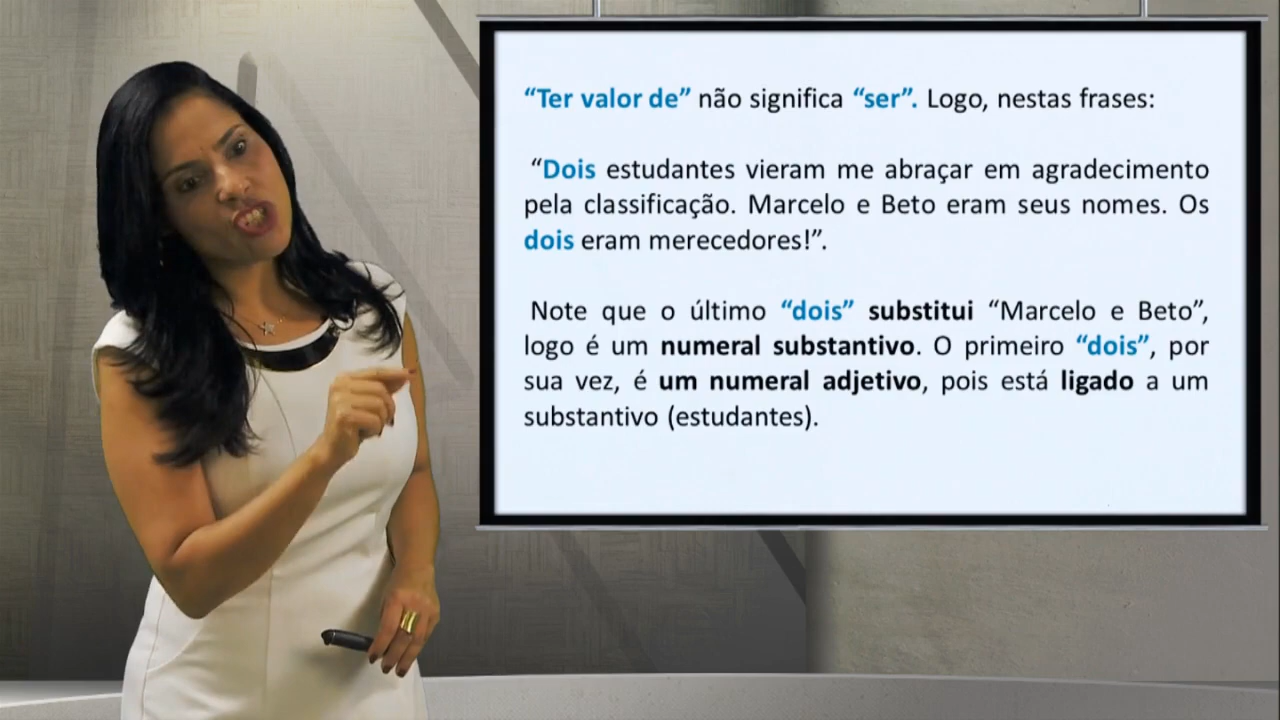 “Ter valor de” não significa “ser”. Logo, nestas frases:
“Dois estudantes vieram me abraçar em agradecimento
pela classificação. Marcelo e Beto eram seus nomes. Os
dois eram merecedores!”.
Note que o último “dois” substitui “Marcelo e Beto”,
logo é um numeral substantivo. O primeiro “dois”, por
sua vez, é um numeral adjetivo, pois está ligado a um
substantivo (estudantes).